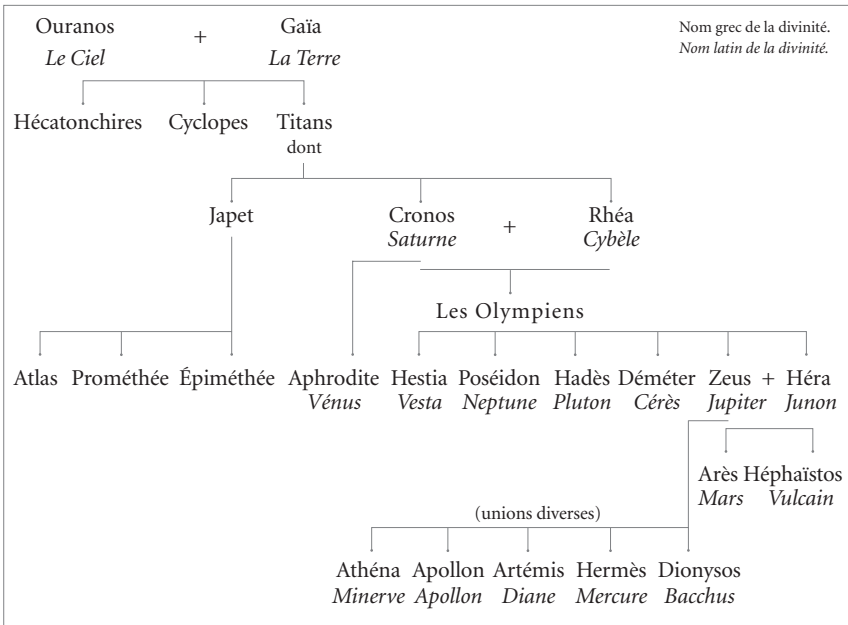 Ouranos + Gaïa
Le Ciel La Terre
Nom grec de la divinité.
Nom latin de la divinité.
Hécatonchires Cyclopes Titans
dont
Japet Cronos + Rhéa
Saturne Cybèle
Les Olympiens
Atlas Prométhée Épiméthée Aphrodite Hestia Poséidon Hadès Déméter Zeus + Héra
Vénus Vesta Neptune Pluton Cérès Jupiter Junon
Arès Héphaïstos
Mars Vulcain
(unions diverses)
Athéna Apollon Artémis Hermès Dionysos
Minerve Apollon Diane Mercure Bacchus